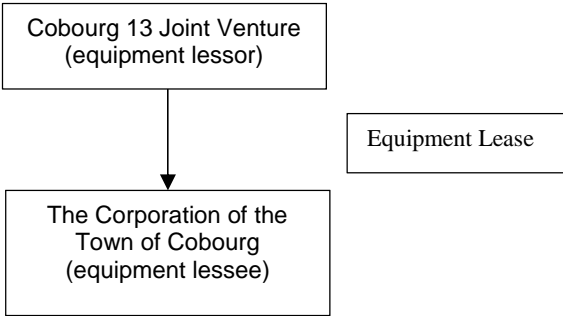 Cobourg 13 Joint Venture
(equipment lessor)
Equipment Lease
The Corporation of the
Town of Cobourg
(equipment lessee)